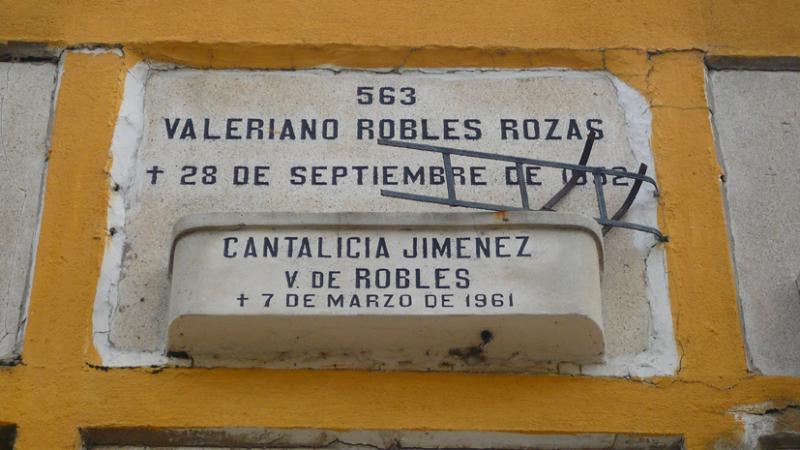 563
VALERIANO ROBLES ROZAS
† 28 DE SEPTIEMBRE DE
CANTALICIA JIMENEZ
V. DE ROBLES
† 7 DE MARZO DE 1961